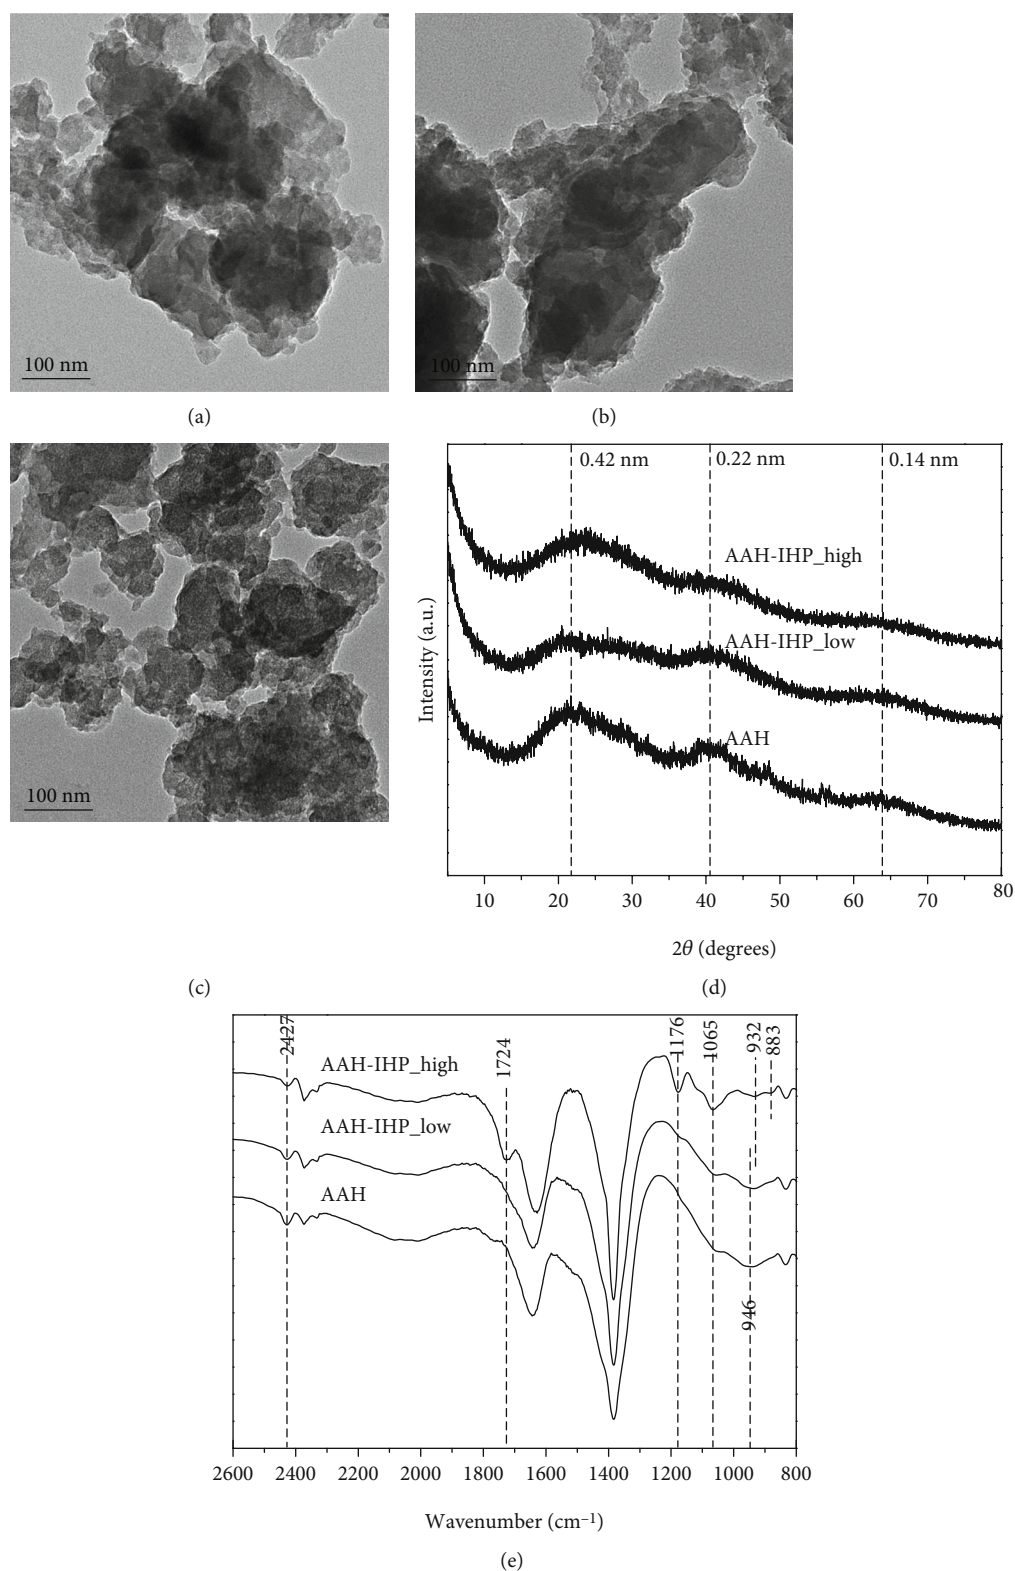 100 nm
100 nm
(a)
(b)
100 nm
0.42 nm
0.22 nm
0.14 nm
AAH-IHP_high
AAH-IHP_low
AAH
Intensity (a.u.)
10
20
30
40
50
60
70
80
2θ (degrees)
(c)
(d)
2427
1724
1176
1065
932
883
AAH-IHP_high
AAH-IHP_low
AAH
946
2600
2400
2200
2000
1800
1600
1400
1200
1000
800
Wavenumber (cm⁻¹)
(e)